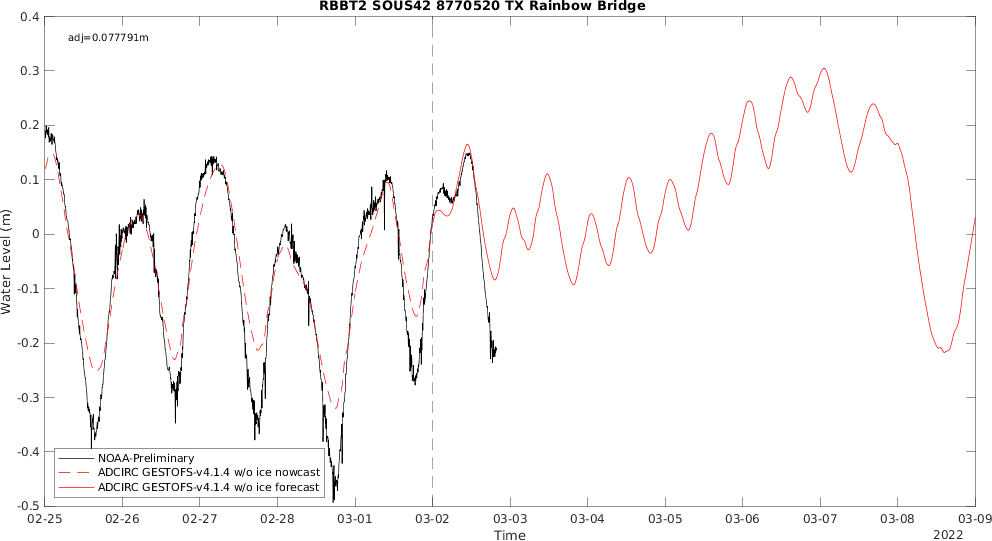 RBBT2 SOUS42 8770520 TX Rainbow Bridge
adj=0.077791m
0.4
0.3
0.2
0.1
0
-0.1
-0.2
-0.3
-0.4
-0.5
Water Level (m)
NOAA-Preliminary
ADCIRC GESTOFS-v4.1.4 w/o ice nowcast
ADCIRC GESTOFS-v4.1.4 w/o ice forecast
02-25 02-26 02-27 02-28 03-01 03-02 03-03 03-04 03-05 03-06 03-07 03-08 03-09
Time
2022